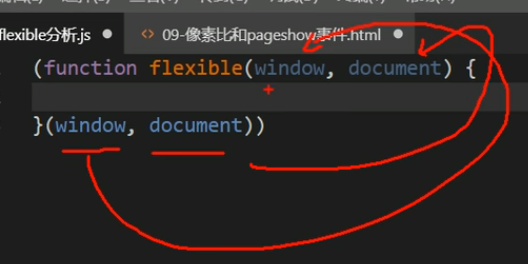 flexible分析.js ● <> 09-像素比和pageshow事件.html ●
(function flexible(window, document) {
}(window, document))